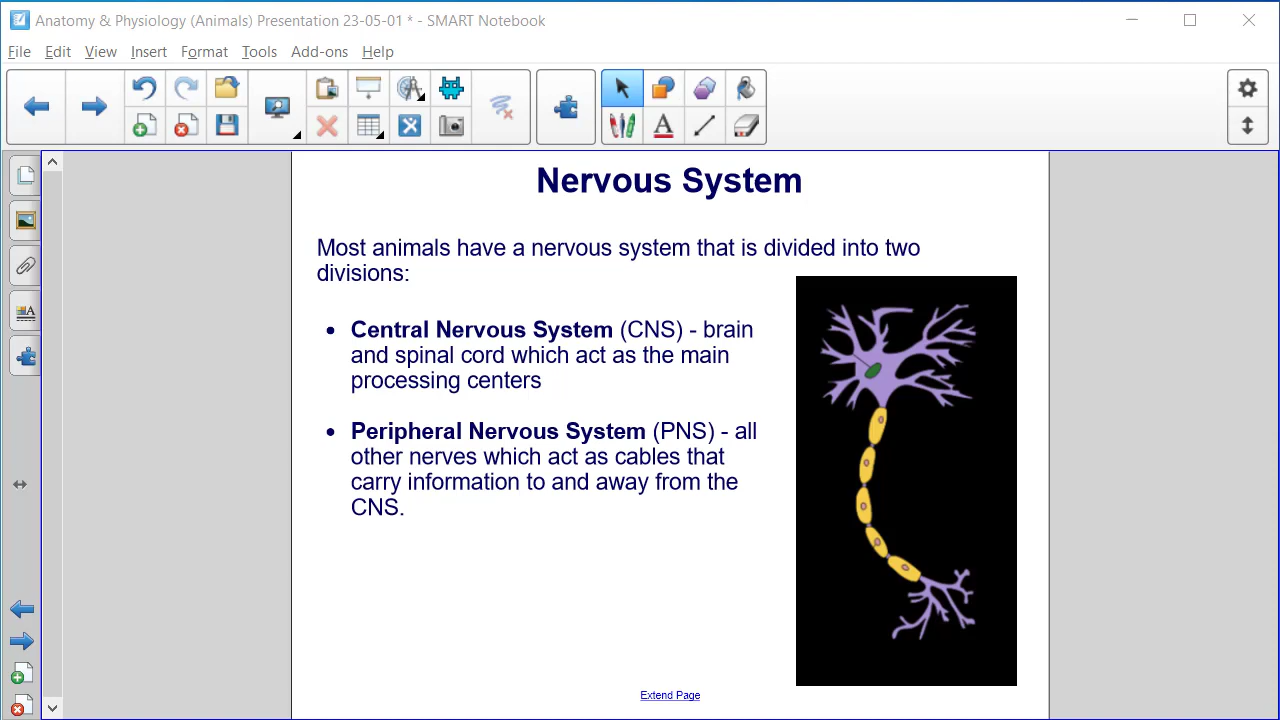 Anatomy & Physiology (Animals) Presentation 23-05-01 * - SMART Notebook
File Edit View Insert Format Tools Add-ons Help
Nervous System
Most animals have a nervous system that is divided into two
divisions:
• Central Nervous System (CNS) - brain
and spinal cord which act as the main
processing centers
• Peripheral Nervous System (PNS) - all
other nerves which act as cables that
carry information to and away from the
CNS.
Extend Page